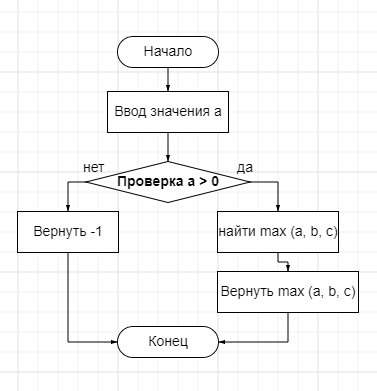 Начало
Ввод значения a
нет
да
Проверка a > 0
Вернуть -1
найти max (a, b, c)
Вернуть max (a, b, c)
Конец